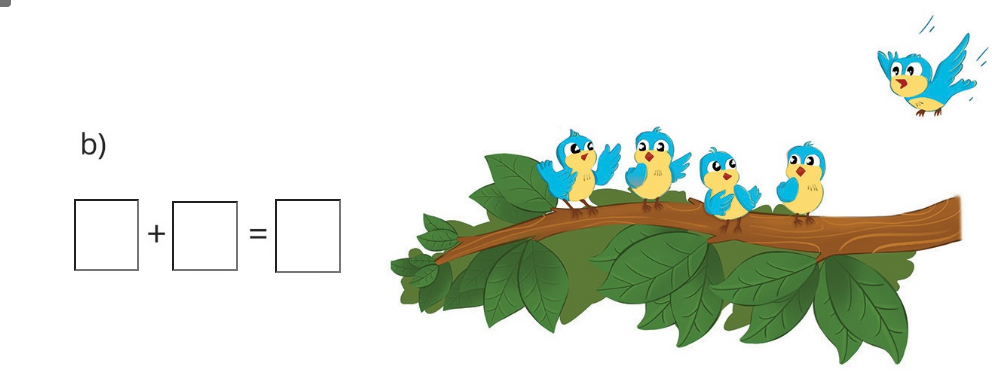 b)
+ =